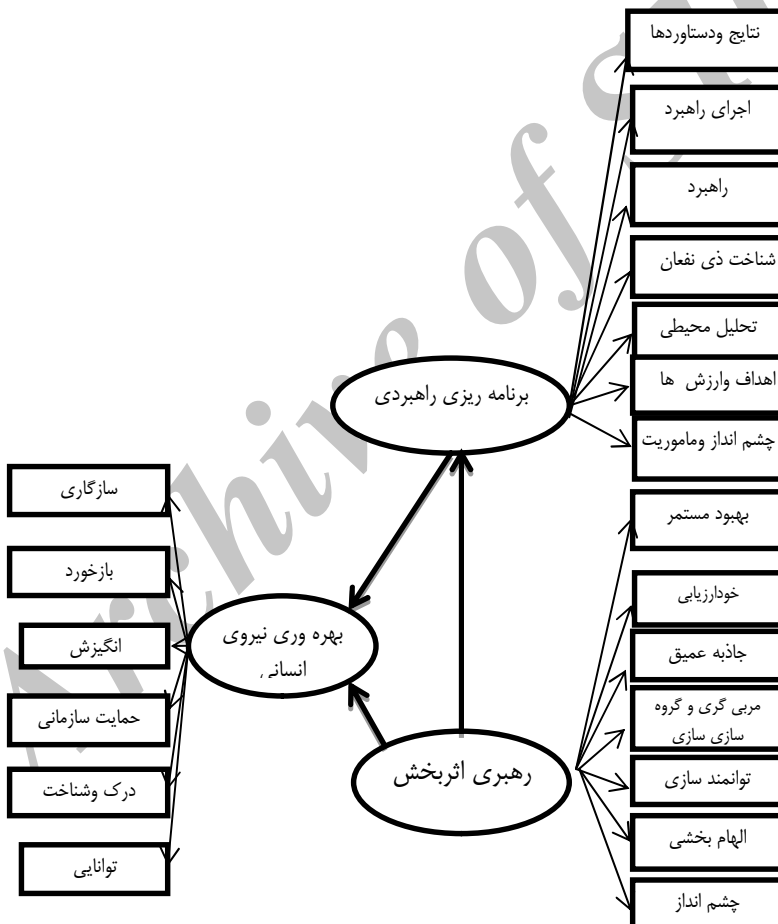 نتایج ودستاوردها
اجرای راهبرد
راهبرد
شناخت ذی نفعان
تحلیل محیطی
اهداف وارزش ها
چشم انداز وماموریت
برنامه ریزی راهبردی
بهبود مستمر
خودارزیابی
جاذبه عمیق
مربی گری و گروه
سازی سازی
توانمند سازی
الهام بخشی
چشم انداز
رهبری اثربخش
بهره وری نیروی
انسانی
سازگاری
بازخورد
انگیزش
حمایت سازمانی
درک وشناخت
توانایی
Archive of